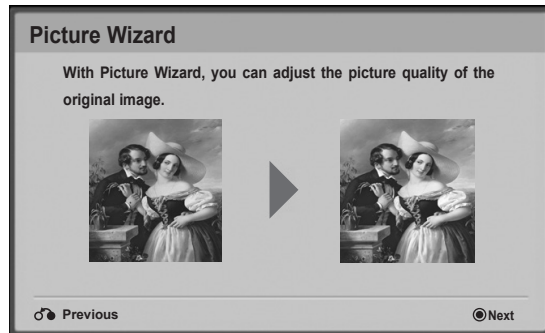 Picture Wizard
With Picture Wizard, you can adjust the picture quality of the
original image.
Previous
Next